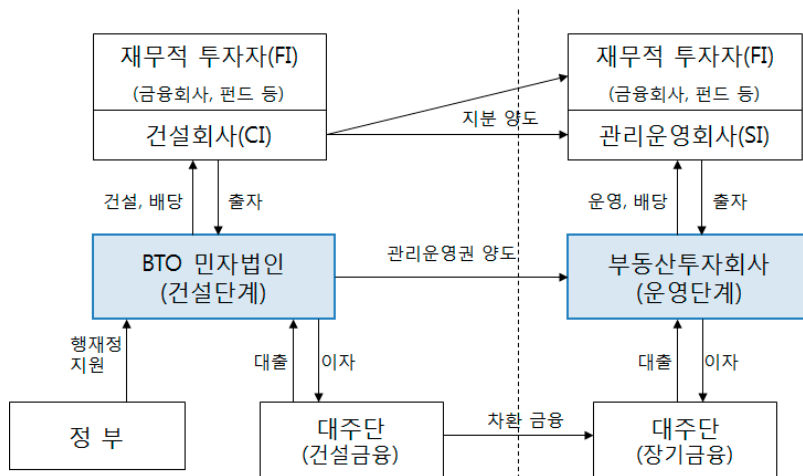 재무적 투자자(FI)
(금융회사, 펀드 등)
건설회사(CI)
지분 양도
재무적 투자자(FI)
(금융회사, 펀드 등)
관리운영회사(SI)
건설, 배당
출자
운영, 배당
출자
BTO 민자법인
(건설단계)
관리운영권 양도
부동산투자회사
(운영단계)
행재정
지원
대출
이자
대출
이자
정 부
대주단
(건설금융)
차환 금융
대주단
(장기금융)